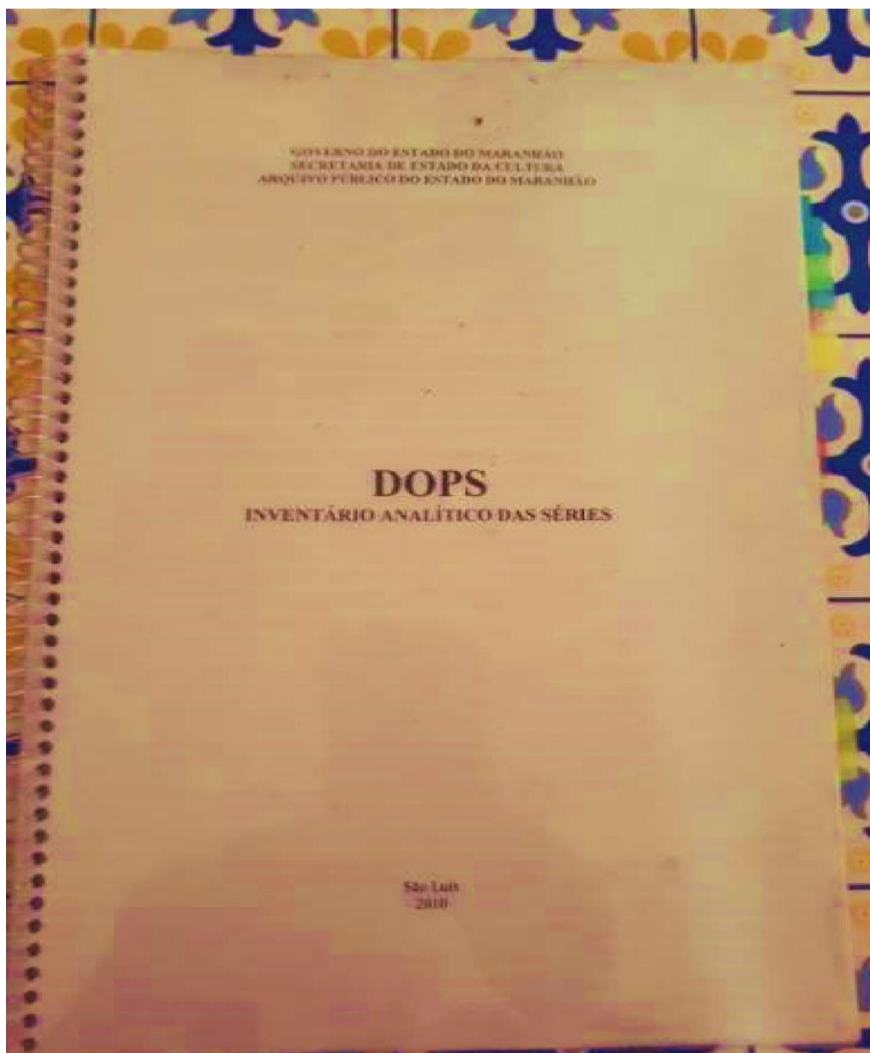 GOVERNO DO ESTADO DO MARANHÃO
SECRETARIA DE ESTADO DA CULTURA
ARQUIVO PÚBLICO DO ESTADO DO MARANHÃO
DOPS
INVENTÁRIO ANALÍTICO DAS SÉRIES
São Luís
2010